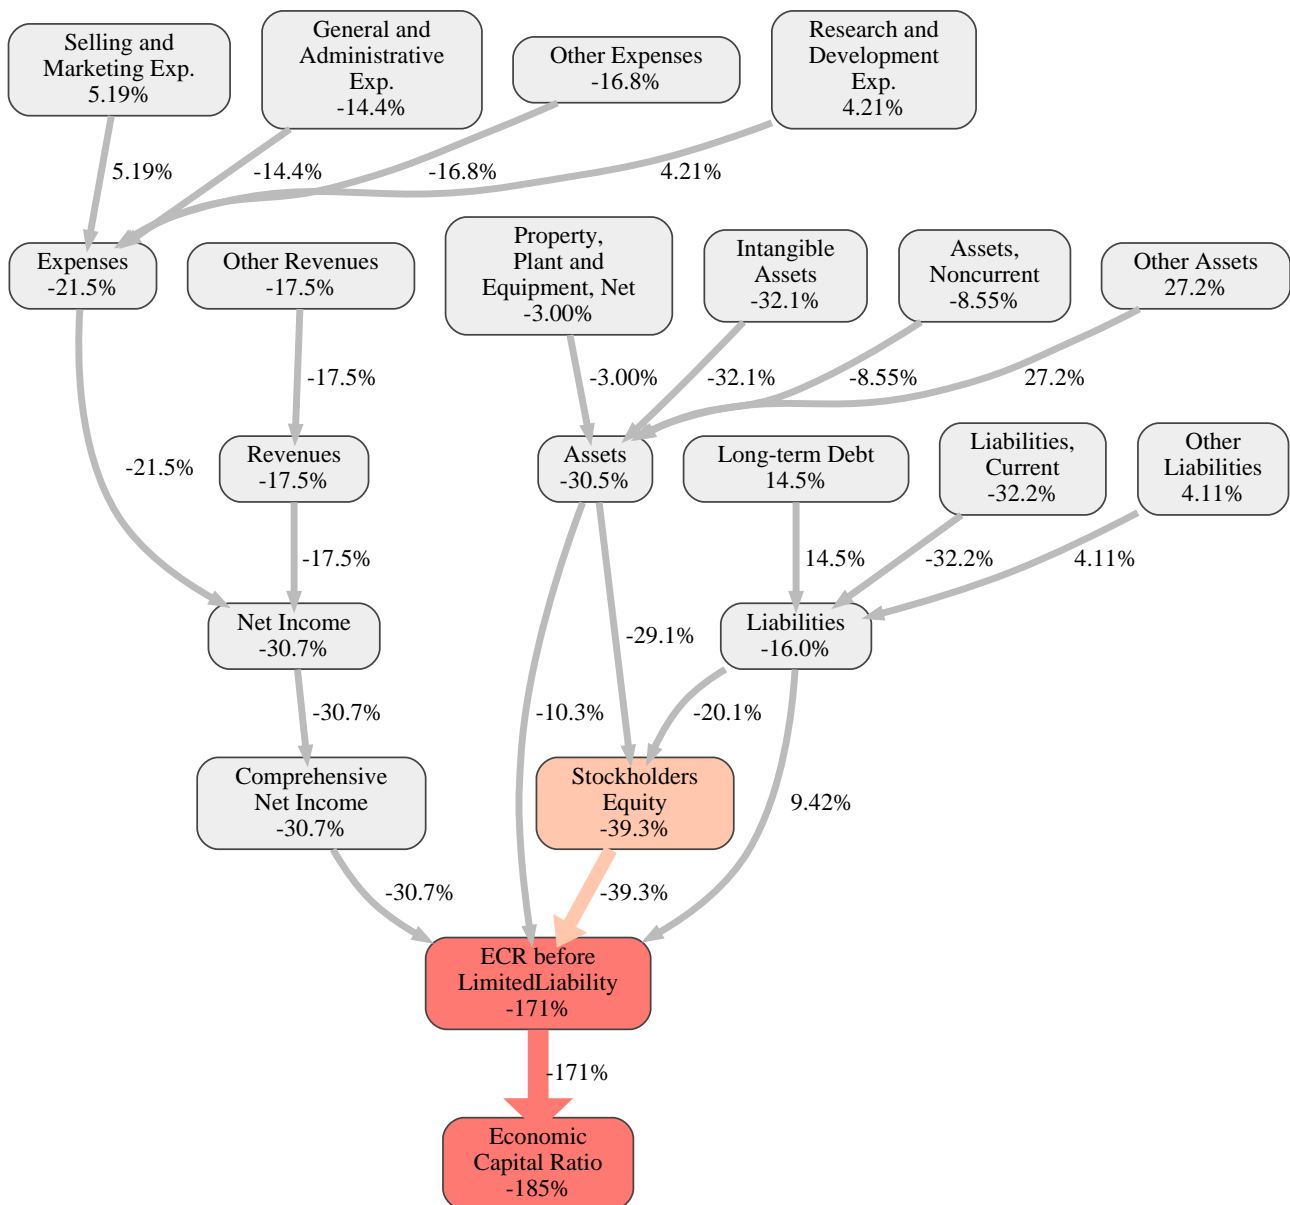 Selling and
Marketing Exp.
5.19%
General and
Administrative
Exp.
-14.4%
Other Expenses
-16.8%
Research and
Development
Exp.
4.21%
5.19%
-14.4%
-16.8%
4.21%
Expenses
-21.5%
Other Revenues
-17.5%
Property,
Plant and
Equipment, Net
-3.00%
Intangible
Assets
-32.1%
Assets,
Noncurrent
-8.55%
Other Assets
27.2%
-17.5%
-3.00%
-32.1%
-8.55%
27.2%
-21.5%
Revenues
-17.5%
Assets
-30.5%
Long-term Debt
14.5%
Liabilities,
Current
-32.2%
Other
Liabilities
4.11%
-17.5%
14.5%
-32.2%
4.11%
Net Income
-30.7%
-29.1%
Liabilities
-16.0%
-30.7%
-10.3%
-20.1%
Comprehensive
Net Income
-30.7%
Stockholders
Equity
-39.3%
9.42%
-30.7%
-39.3%
ECR before
LimitedLiability
-171%
-171%
Economic
Capital Ratio
-185%